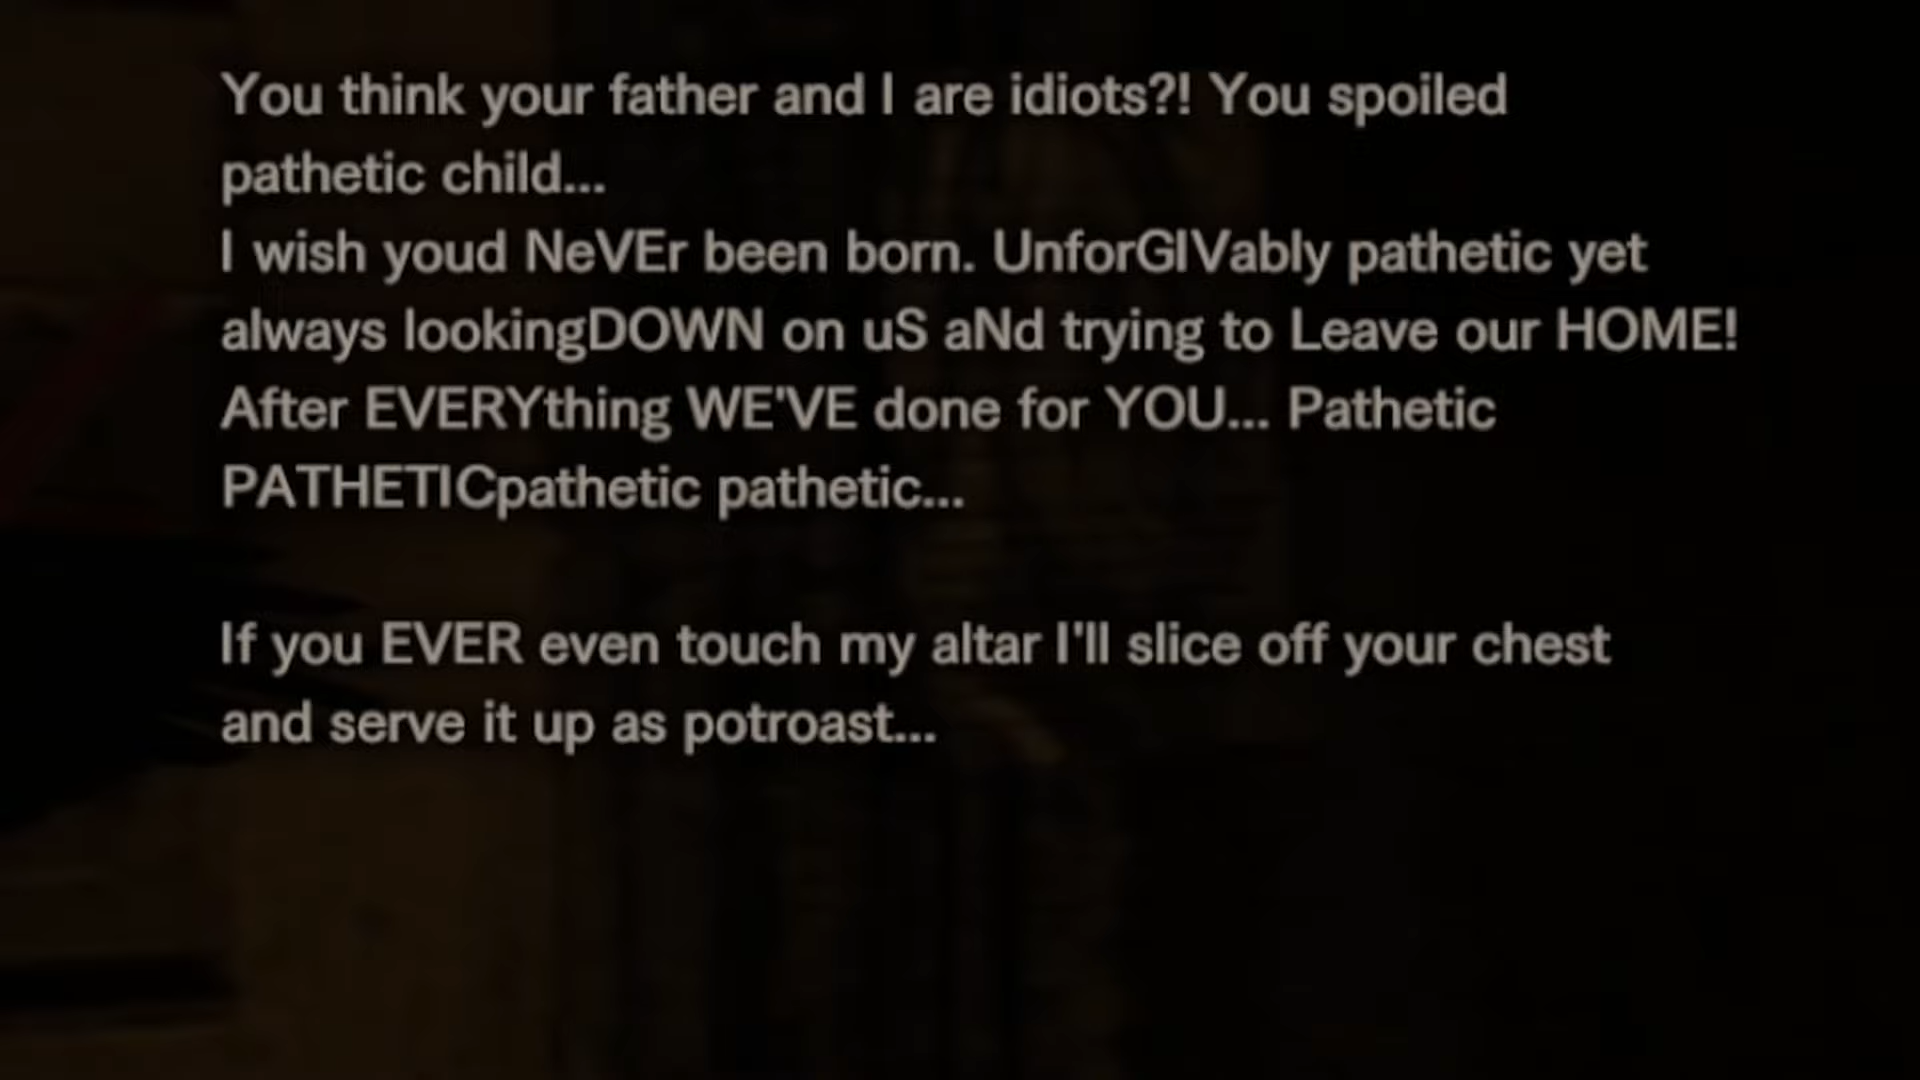 You think your father and I are idiots?! You spoiled
pathetic child...
I wish youd NeVEr been born. UnforGIVably pathetic yet
always lookingDOWN on uS aNd trying to Leave our HOME!
After EVERYthing WE'VE done for YOU... Pathetic
PATHETICpathetic pathetic...
If you EVER even touch my altar I'll slice off your chest
and serve it up as potroast...